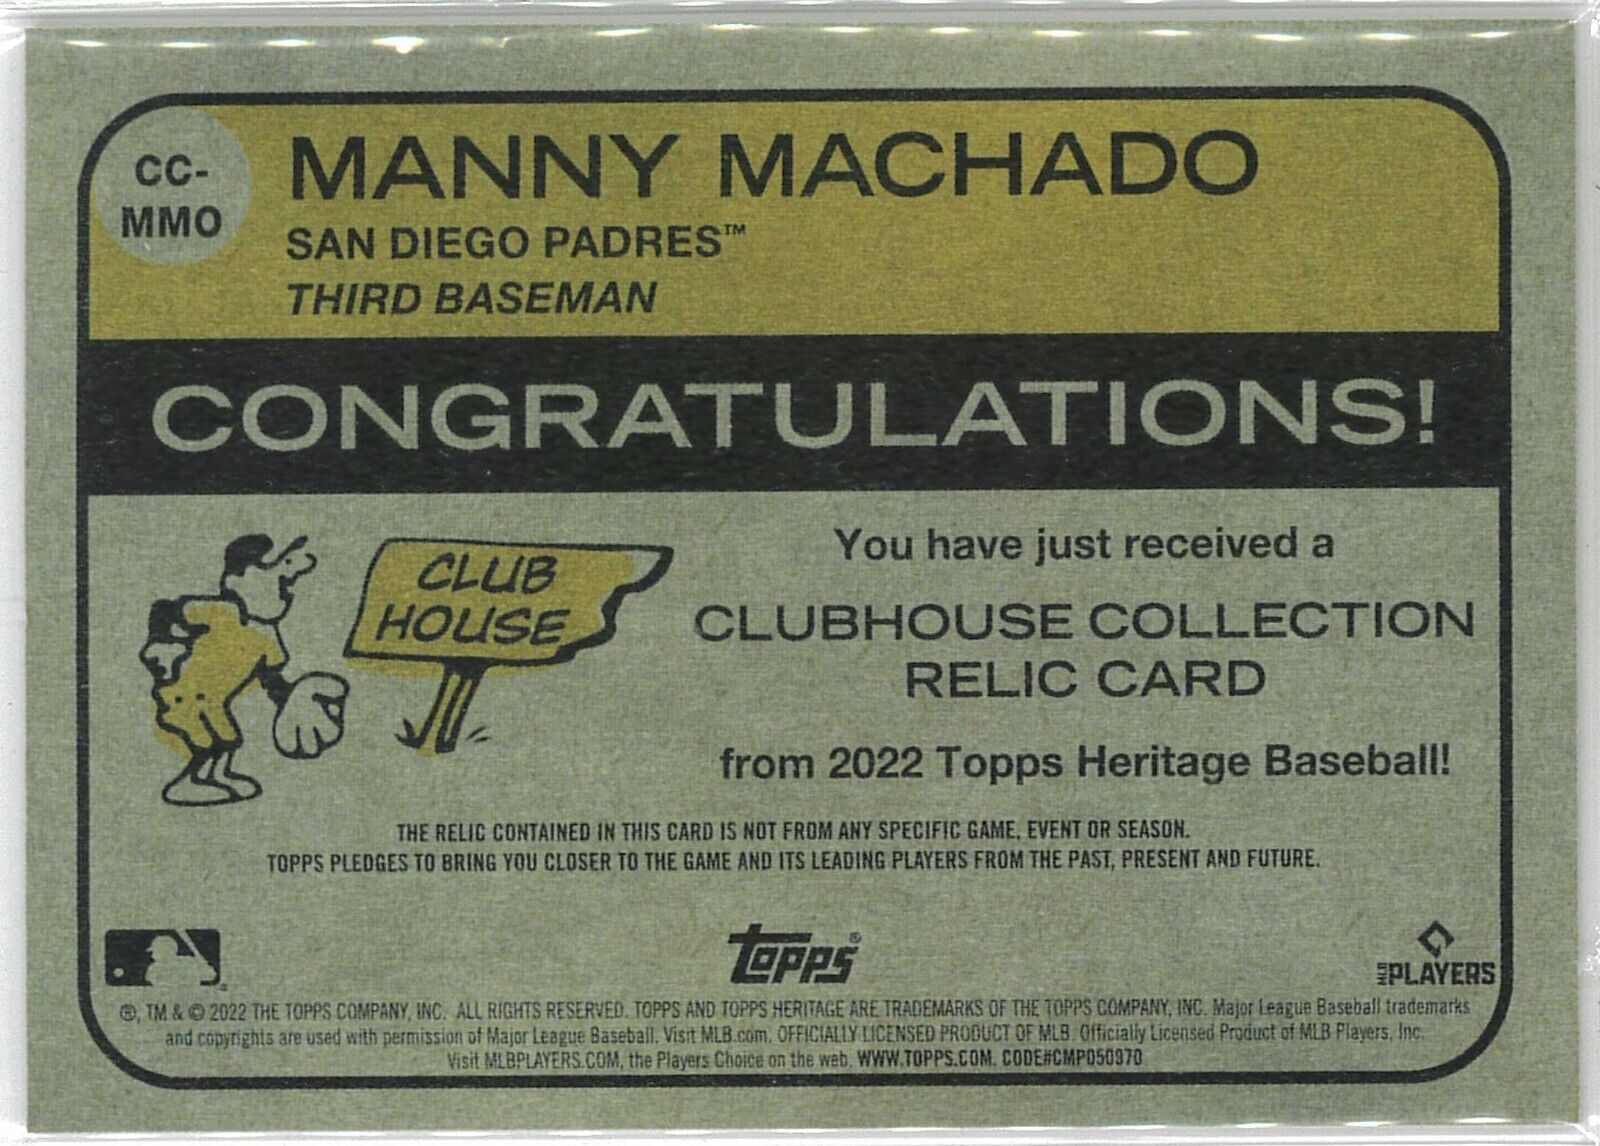 CC-
MMO
MANNY MACHADO
SAN DIEGO PADRES™
THIRD BASEMAN
CONGRATULATIONS!
CLUB
HOUSE
You have just received a
CLUBHOUSE COLLECTION
RELIC CARD
from 2022 Topps Heritage Baseball!
THE RELIC CONTAINED IN THIS CARD IS NOT FROM ANY SPECIFIC GAME, EVENT OR SEASON.
TOPPS PLEDGES TO BRING YOU CLOSER TO THE GAME AND ITS LEADING PLAYERS FROM THE PAST, PRESENT AND FUTURE.
topps®
MLB PLAYERS
®, TM & © 2022 THE TOPPS COMPANY, INC. ALL RIGHTS RESERVED. TOPPS AND TOPPS HERITAGE ARE TRADEMARKS OF THE TOPPS COMPANY, INC. Major League Baseball trademarks
and copyrights are used with permission of Major League Baseball. Visit MLB.com. OFFICIALLY LICENSED PRODUCT OF MLB. Officially Licensed Product of MLB Players, Inc.
Visit MLBPLAYERS.COM, the Players Choice on the web. WWW.TOPPS.COM. CODE#CMP050970